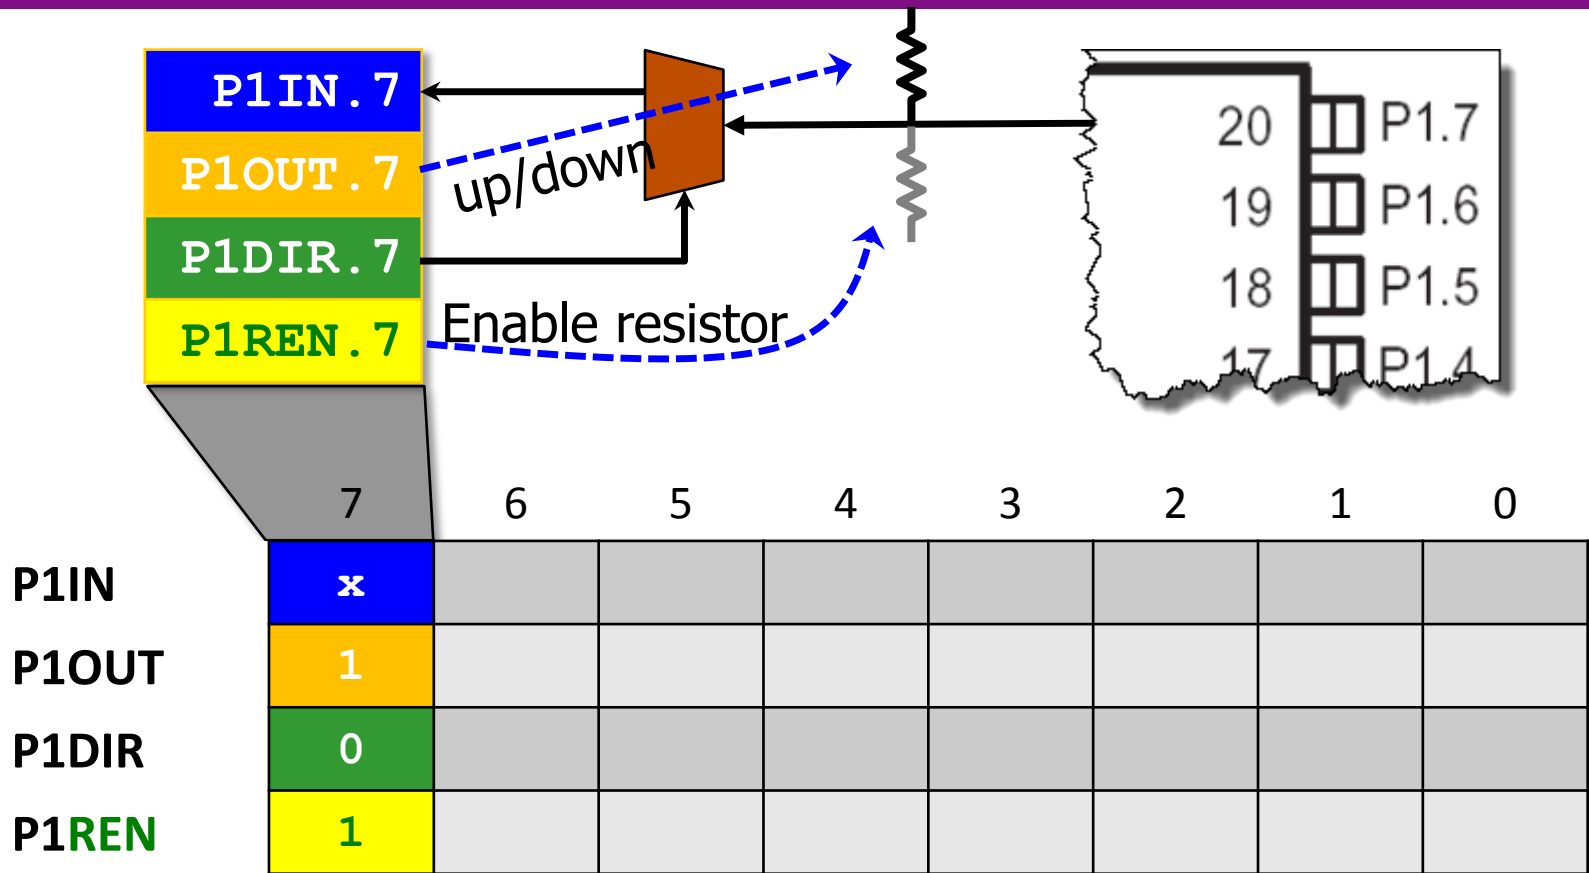 P1IN.7
P1OUT.7
P1DIR.7
P1REN.7
up/down
Enable resistor
20 P1.7
19 P1.6
18 P1.5
17 P1.4
7 6 5 4 3 2 1 0
P1IN x
P1OUT 1
P1DIR 0
P1REN 1